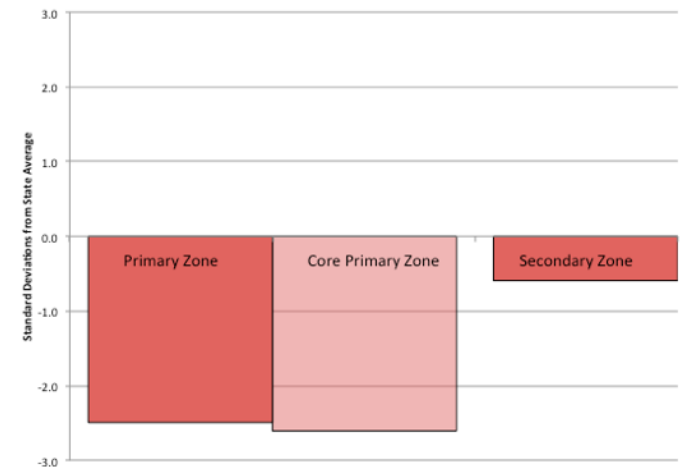 3.0
2.0
1.0
0.0
-1.0
-2.0
-3.0
Standard Deviations from State Average
Primary Zone
Core Primary Zone
Secondary Zone